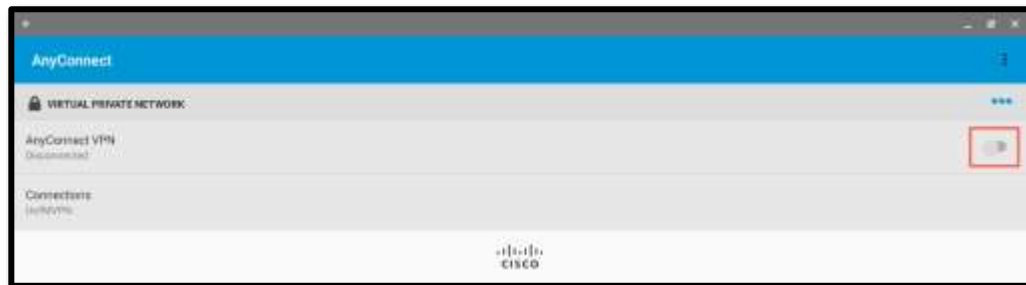 AnyConnect
VIRTUAL PRIVATE NETWORK
AnyConnect VPN
Disconnected
Connections
CISCO